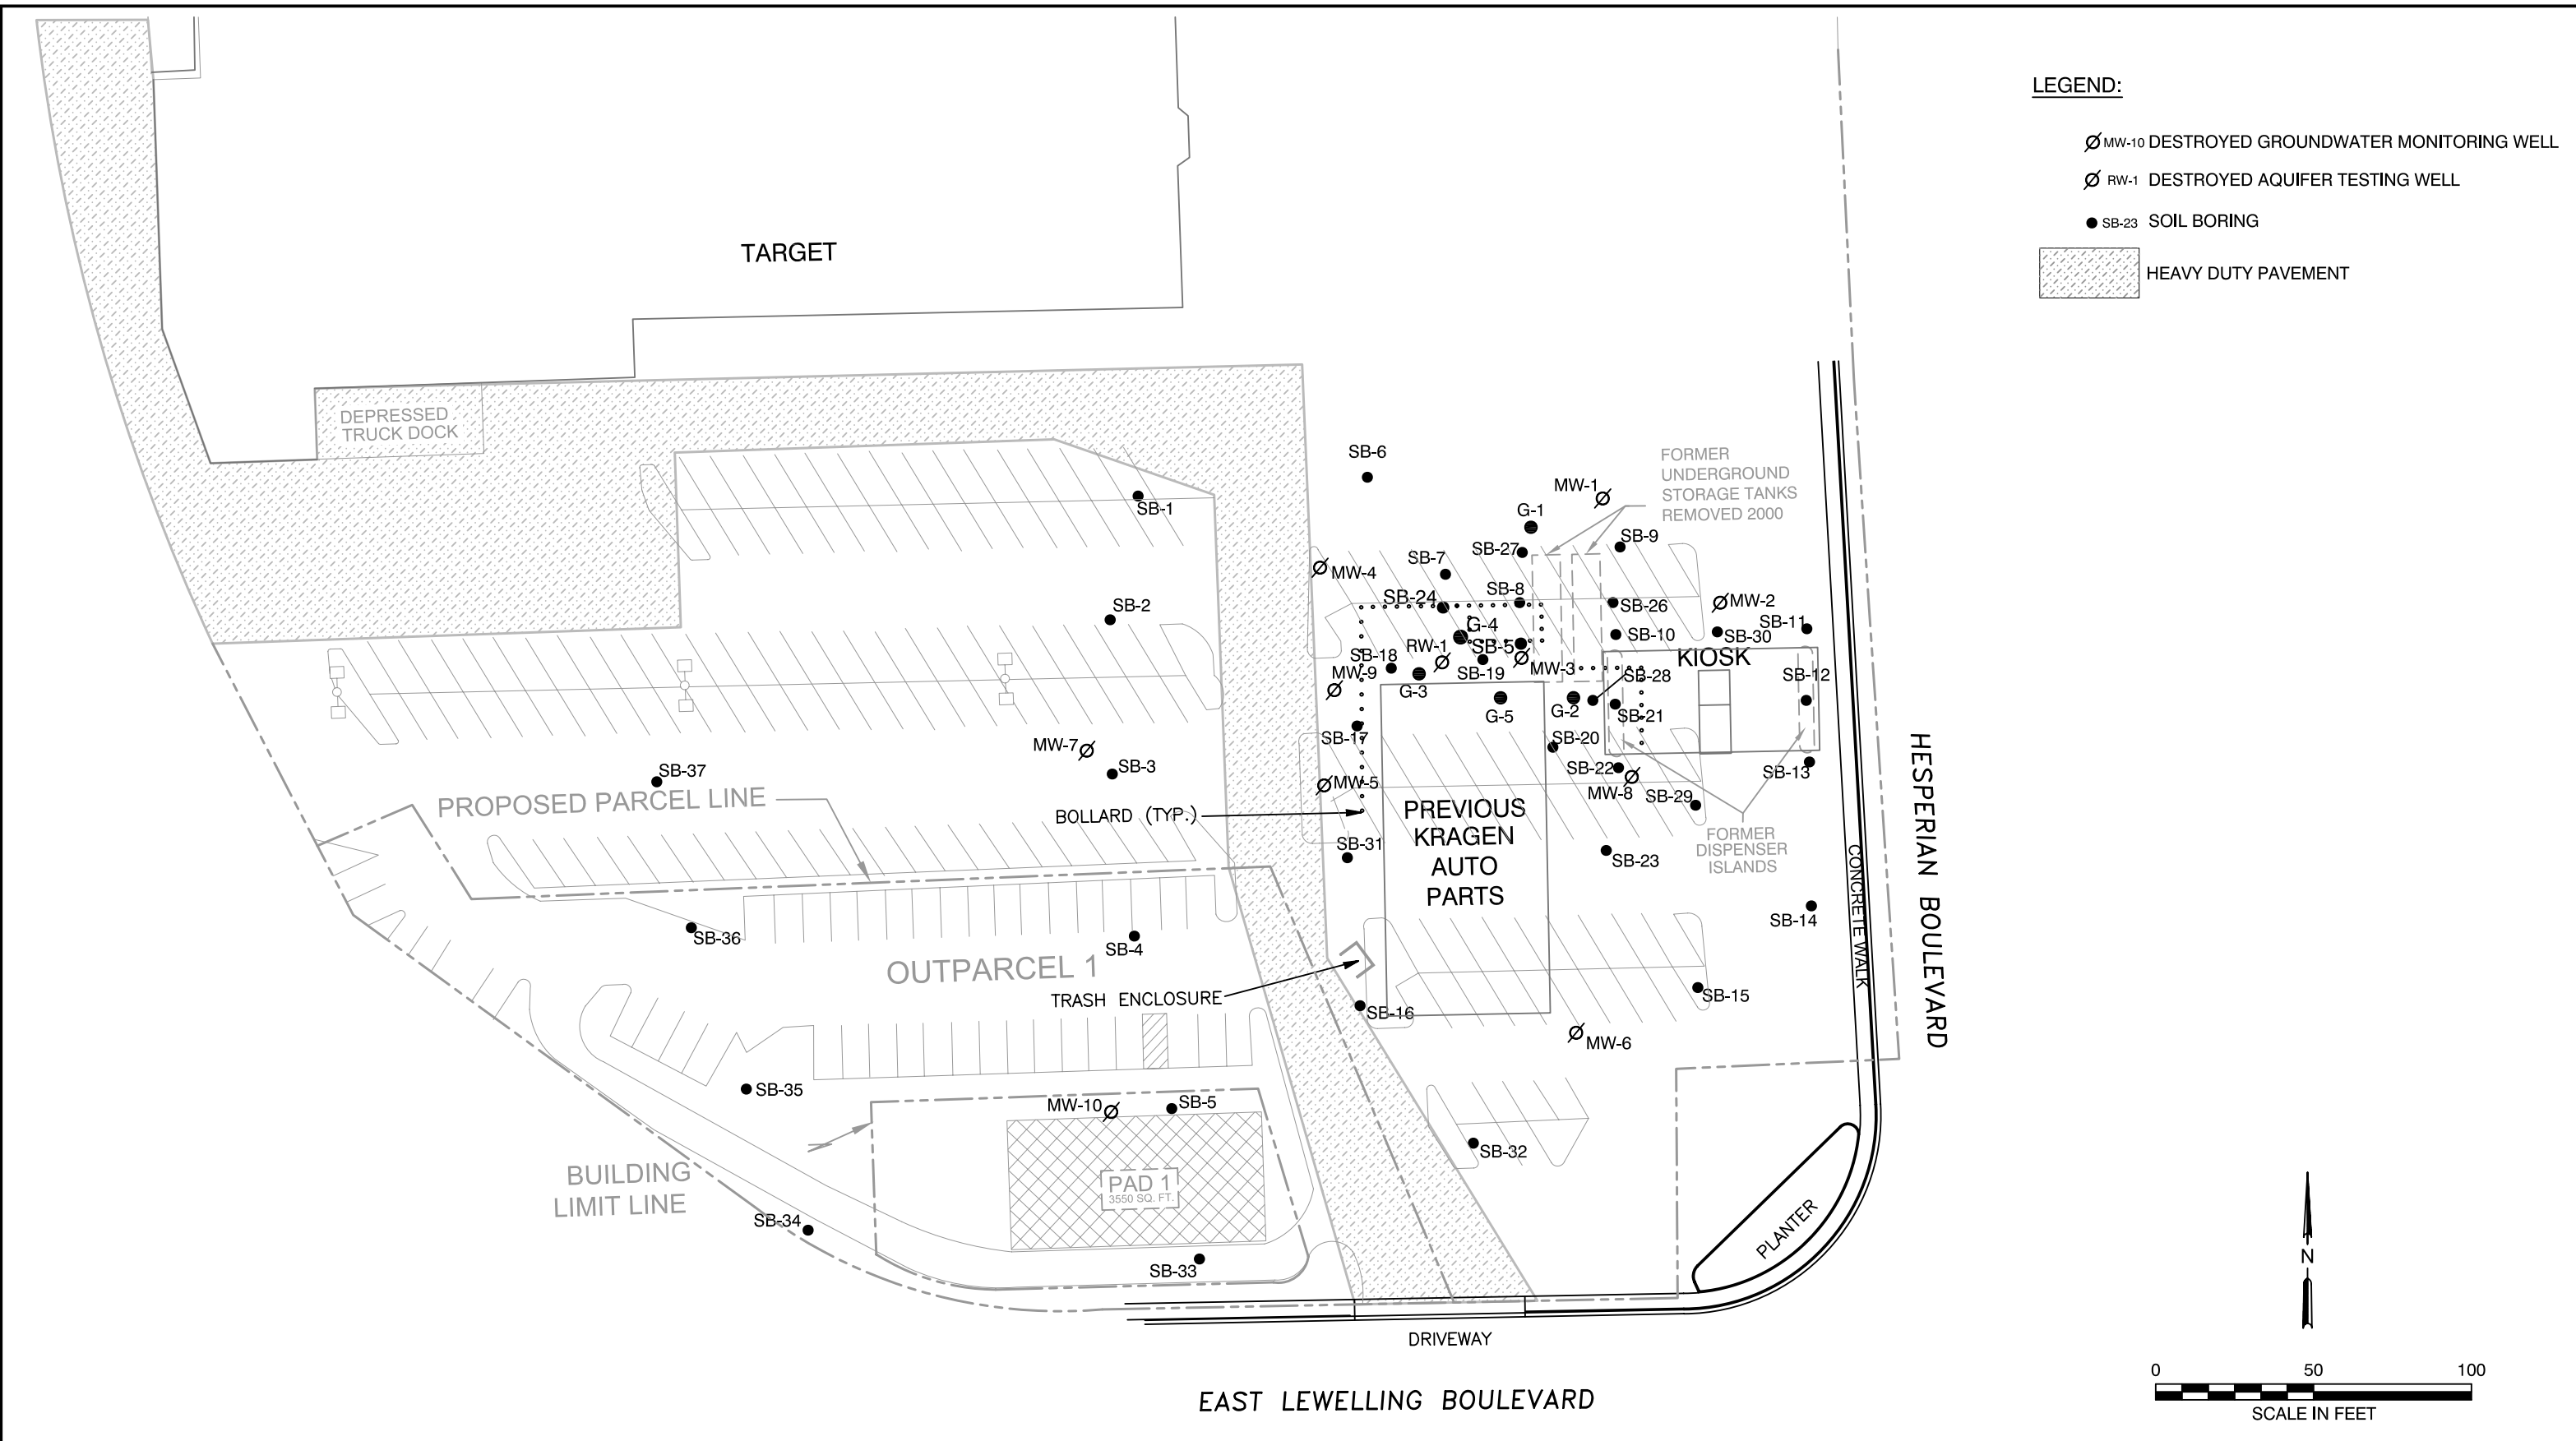 LEGEND:
MW-10 DESTROYED GROUNDWATER MONITORING WELL
RW-1 DESTROYED AQUIFER TESTING WELL
SB-23 SOIL BORING
HEAVY DUTY PAVEMENT
TARGET
DEPRESSED
TRUCK DOCK
SB-6
FORMER
UNDERGROUND
STORAGE TANKS
REMOVED 2000
MW-1
SB-1
G-1
SB-9
SB-27
SB-7
MW-4
SB-8
SB-24
SB-26
MW-2
SB-2
G-4
SB-11
SB-10
SB-30
RW-1
SB-5
SB-18
KIOSK
MW-3
MW-9
SB-19
SB-28
SB-12
G-3
G-5
G-2
SB-21
SB-17
SB-20
MW-7
SB-3
SB-37
SB-22
SB-13
MW-5
MW-8
SB-29
PROPOSED PARCEL LINE
BOLLARD (TYP.)
PREVIOUS
KRAGEN
AUTO
PARTS
SB-31
FORMER
DISPENSER
ISLANDS
SB-23
CONCRETE WALK
HESPERIAN BOULEVARD
SB-14
SB-36
SB-4
OUTPARCEL 1
TRASH ENCLOSURE
SB-15
SB-16
MW-6
SB-35
MW-10
SB-5
SB-32
BUILDING
LIMIT LINE
PAD 1
3550 SQ. FT.
SB-34
PLANTER
SB-33
N
DRIVEWAY
EAST LEWELLING BOULEVARD
0 50 100
SCALE IN FEET